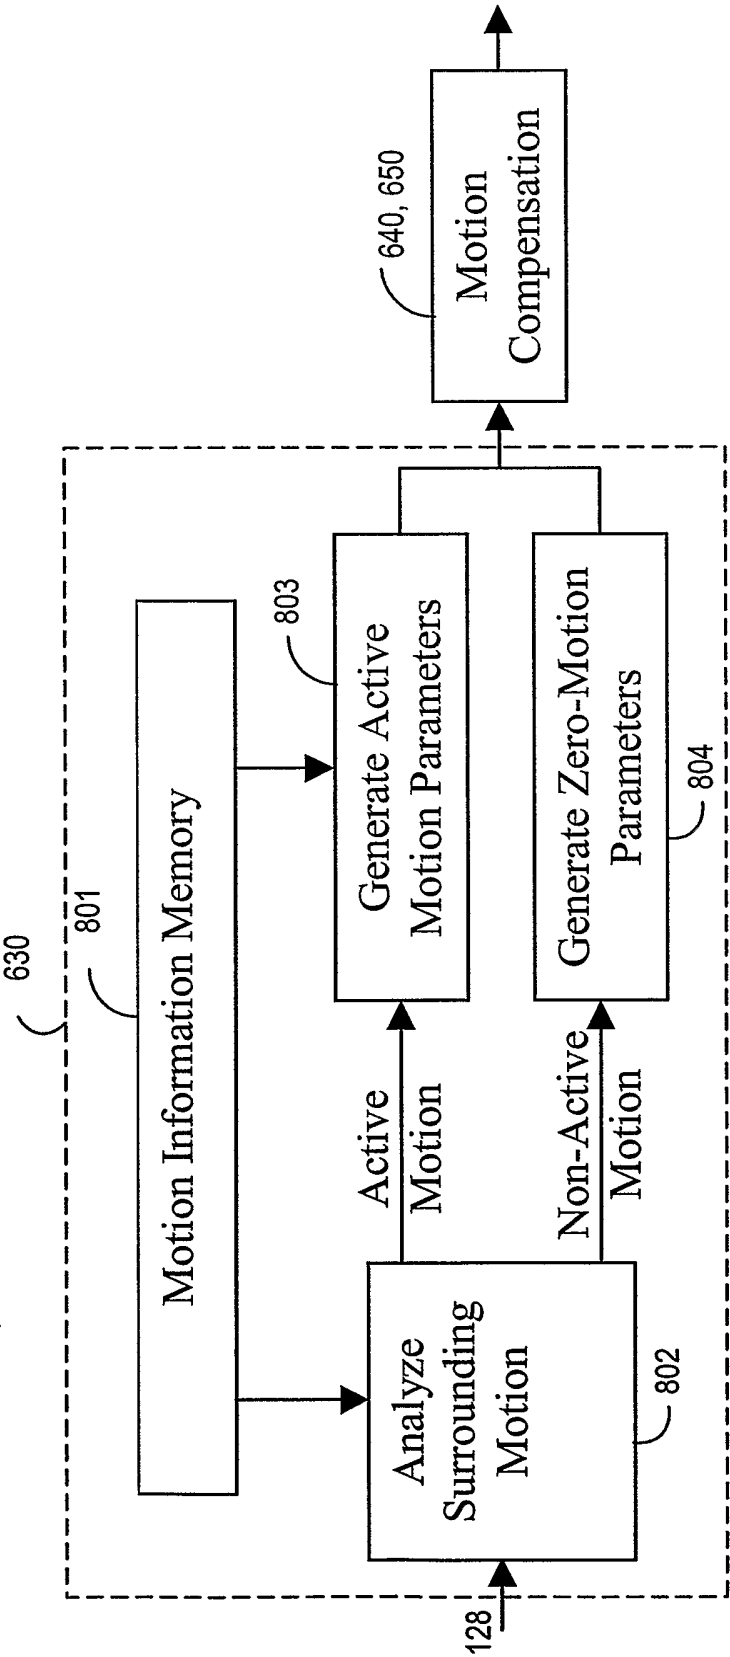 630
801
Motion Information Memory
128
Analyze
Surrounding
Motion
802
Active
Motion
Non-Active
Motion
803
Generate Active
Motion Parameters
Generate Zero-Motion
Parameters
804
640, 650
Motion
Compensation